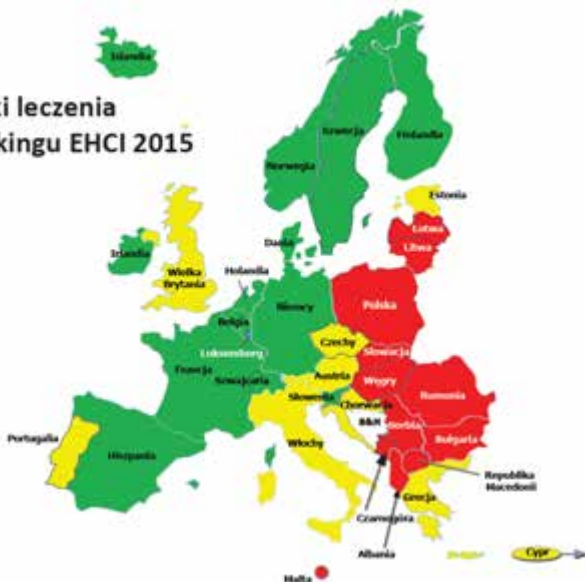 Islandia
ki leczenia
kingu EHCI 2015
Szwecja
Finlandia
Norwegia
Estonia
Łotwa
Litwa
Dania
Irlandia
Wielka
Brytania
Holandia
Niemcy
Polska
Belgia
Czechy
Luksemburg
Słowacja
Francja
Austria
Szwajcaria
Węgry
Słowenia
Rumunia
Chorwacja
B&H
Serbia
Portugalia
Włochy
Bułgaria
Hiszpania
Republika
Macedonii
Grecja
Czarnogóra
Albania
Cypr
Malta